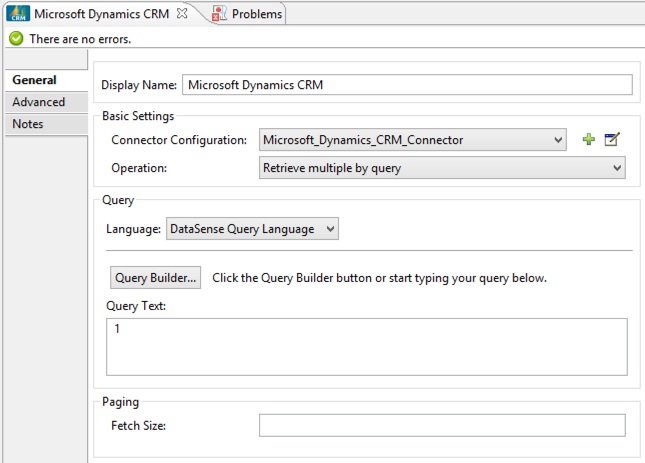 CRM Microsoft Dynamics CRM Problems
There are no errors.
General
Advanced
Notes
Display Name: Microsoft Dynamics CRM
Basic Settings
Connector Configuration: Microsoft_Dynamics_CRM_Connector
Operation: Retrieve multiple by query
Query
Language: DataSense Query Language
Query Builder... Click the Query Builder button or start typing your query below.
Query Text:
1
Paging
Fetch Size: